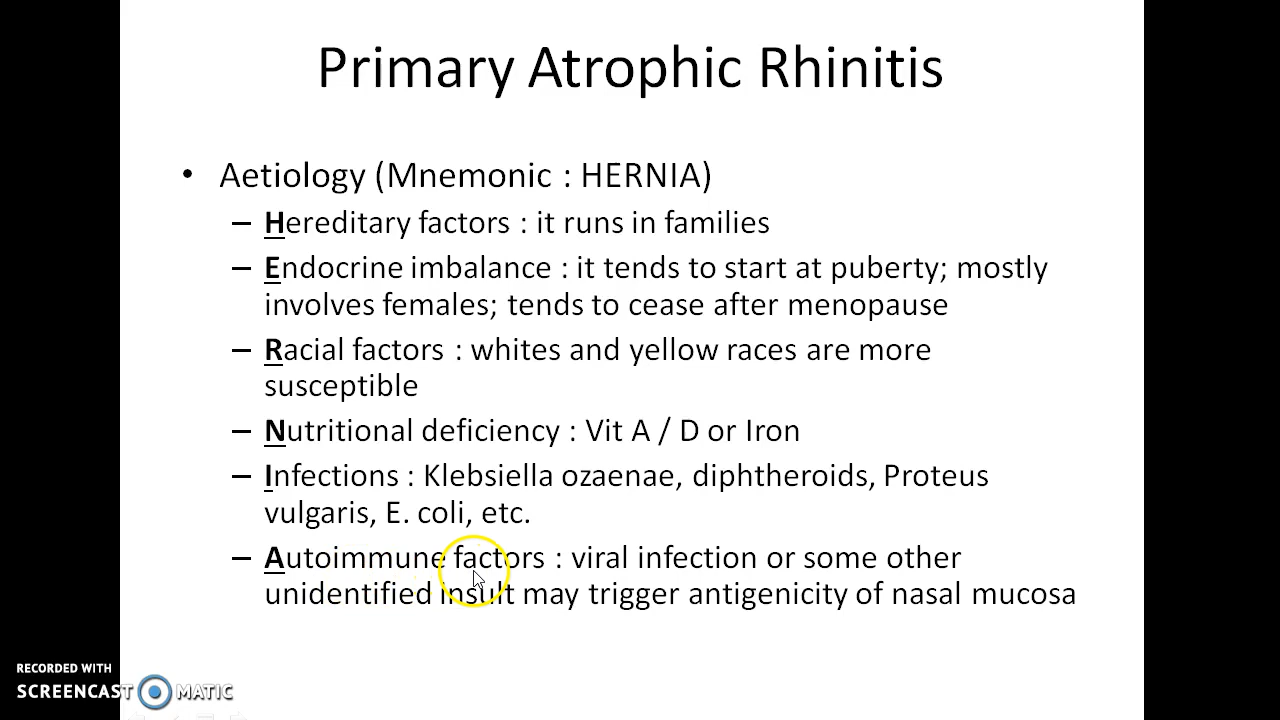 Primary Atrophic Rhinitis
• Aetiology (Mnemonic : HERNIA)
– Hereditary factors : it runs in families
– Endocrine imbalance : it tends to start at puberty; mostly
involves females; tends to cease after menopause
– Racial factors : whites and yellow races are more
susceptible
– Nutritional deficiency : Vit A / D or Iron
– Infections : Klebsiella ozaenae, diphtheroids, Proteus
vulgaris, E. coli, etc.
– Autoimmune factors : viral infection or some other
unidentified insult may trigger antigenicity of nasal mucosa
RECORDED WITH
SCREENCAST MATIC